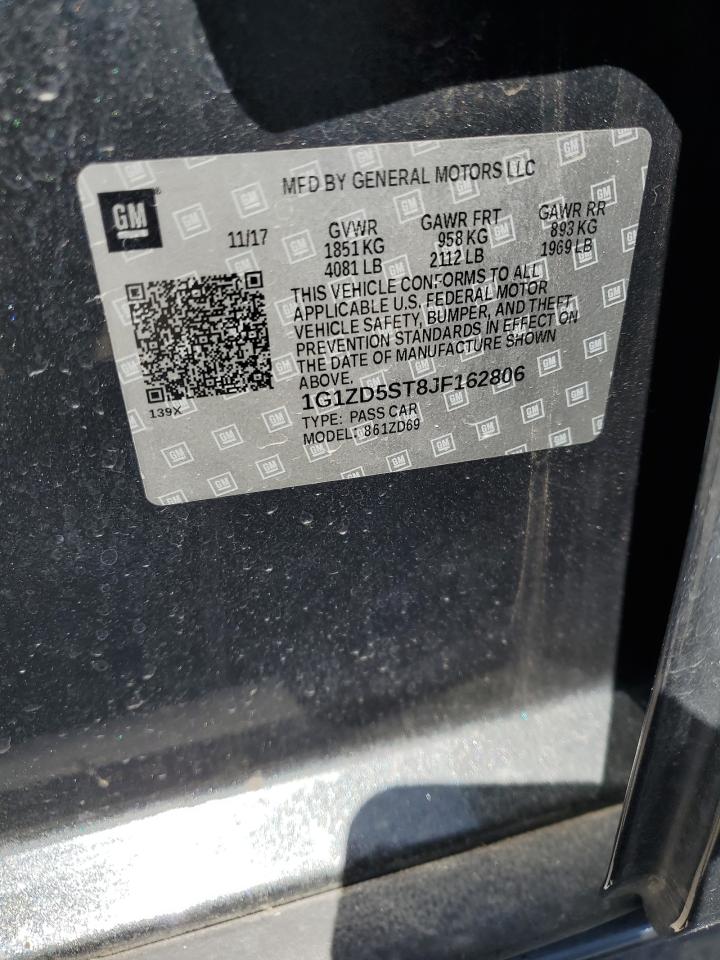 MFD BY GENERAL MOTORS LLC
GM
11/17
GVWR
1851 KG
4081 LB
GAWR FRT
958 KG
2112 LB
GAWR RR
893 KG
1969 LB
THIS VEHICLE CONFORMS TO ALL
APPLICABLE U.S. FEDERAL MOTOR
VEHICLE SAFETY, BUMPER, AND THEFT
PREVENTION STANDARDS IN EFFECT ON
THE DATE OF MANUFACTURE SHOWN
ABOVE.
139X
1G1ZD5ST8JF162806
TYPE: PASS CAR
MODEL: 861ZD69